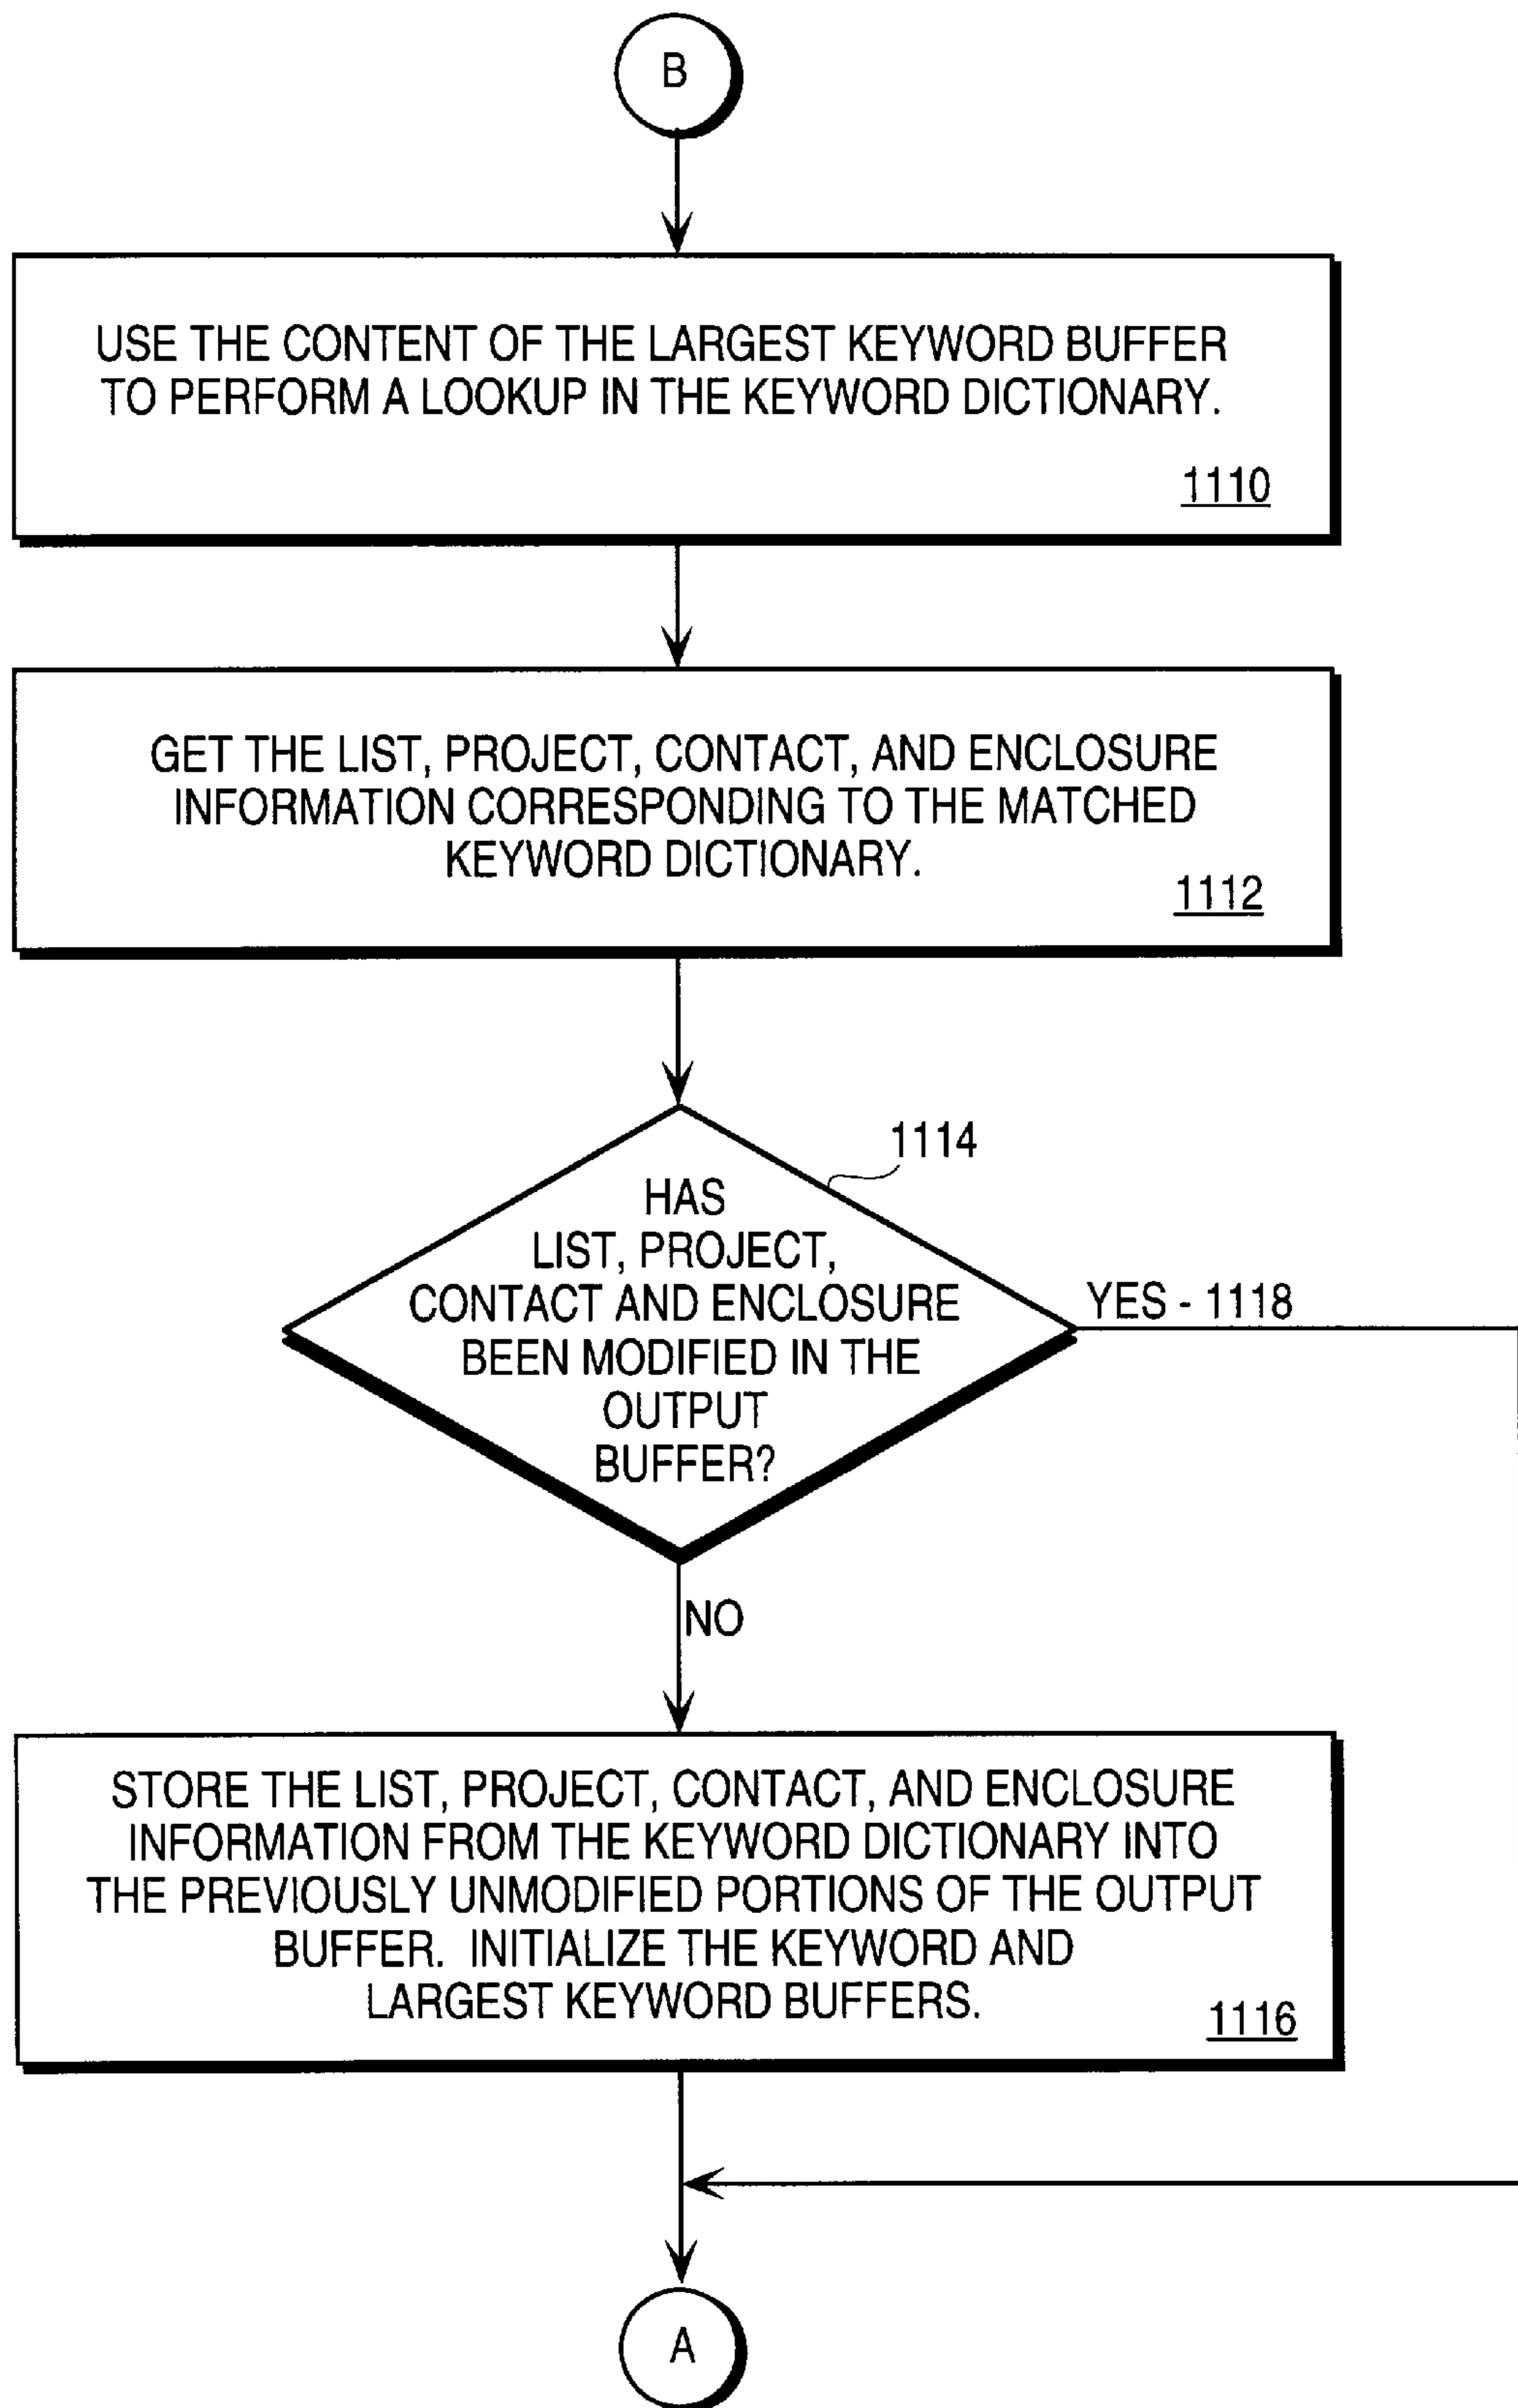 B
USE THE CONTENT OF THE LARGEST KEYWORD BUFFER
TO PERFORM A LOOKUP IN THE KEYWORD DICTIONARY.
1110
GET THE LIST, PROJECT, CONTACT, AND ENCLOSURE
INFORMATION CORRESPONDING TO THE MATCHED
KEYWORD DICTIONARY.
1112
1114
HAS
LIST, PROJECT,
CONTACT AND ENCLOSURE
BEEN MODIFIED IN THE
OUTPUT
BUFFER?
YES - 1118
NO
STORE THE LIST, PROJECT, CONTACT, AND ENCLOSURE
INFORMATION FROM THE KEYWORD DICTIONARY INTO
THE PREVIOUSLY UNMODIFIED PORTIONS OF THE OUTPUT
BUFFER. INITIALIZE THE KEYWORD AND
LARGEST KEYWORD BUFFERS.
1116
A